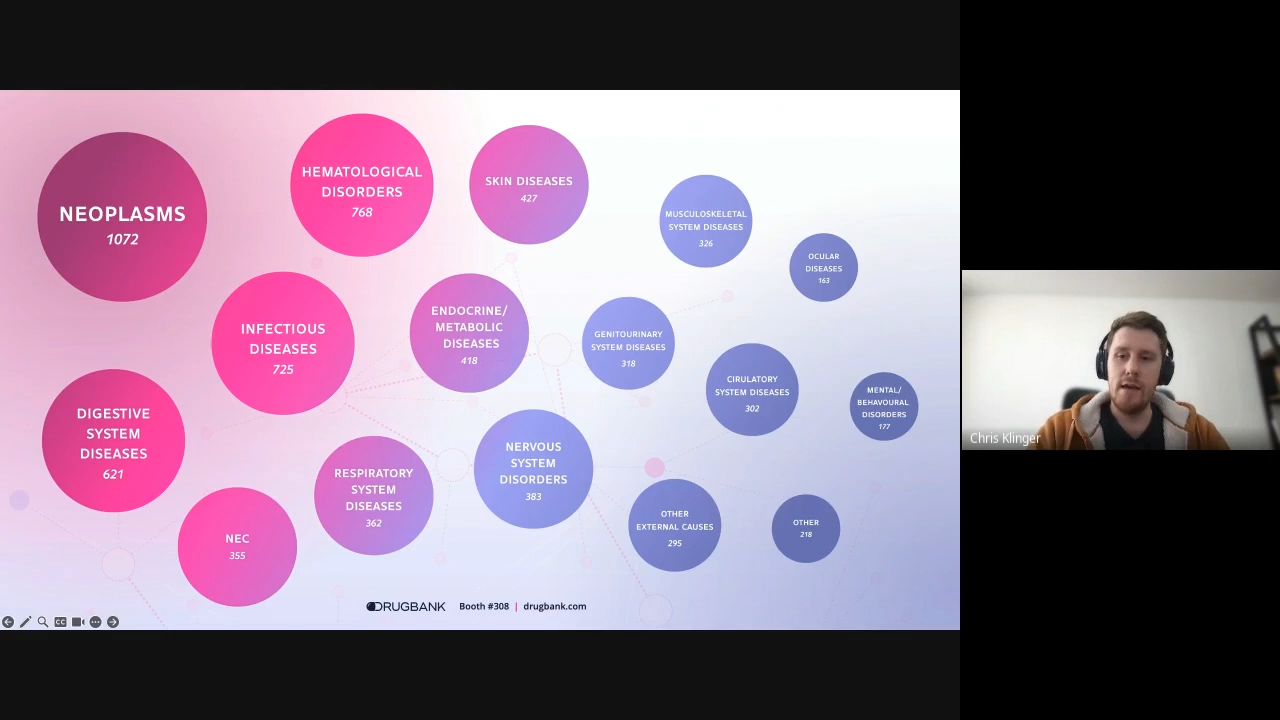 NEOPLASMS
1072
HEMATOLOGICAL
DISORDERS
768
SKIN DISEASES
427
MUSCULOSKELETAL
SYSTEM DISEASES
326
OCULAR
DISEASES
163
INFECTIOUS
DISEASES
725
ENDOCRINE/
METABOLIC
DISEASES
418
GENITOURINARY
SYSTEM DISEASES
318
CIRULATORY
SYSTEM DISEASES
302
MENTAL/
BEHAVOURAL
DISORDERS
177
DIGESTIVE
SYSTEM
DISEASES
621
RESPIRATORY
SYSTEM
DISEASES
362
NERVOUS
SYSTEM
DISORDERS
383
NEC
355
OTHER
EXTERNAL CAUSES
295
OTHER
218
DRUGBANK Booth #308 | drugbank.com
CC
Chris Klinger